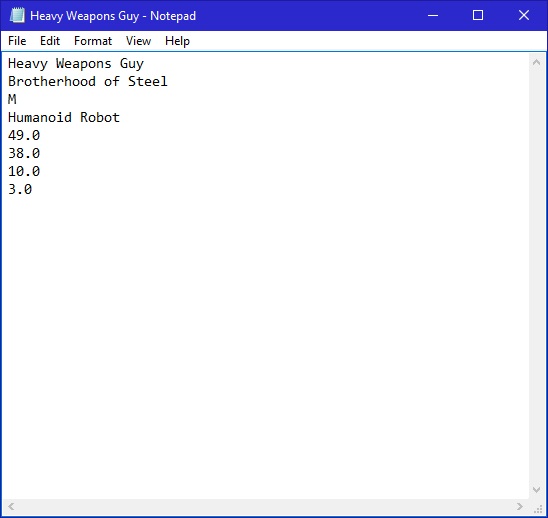 Heavy Weapons Guy - Notepad
File Edit Format View Help
Heavy Weapons Guy
Brotherhood of Steel
M
Humanoid Robot
49.0
38.0
10.0
3.0